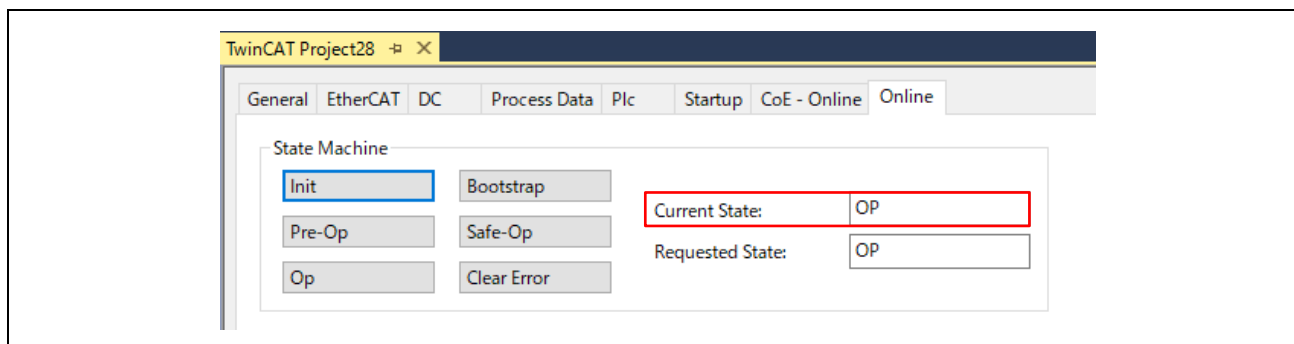 TwinCAT Project28
General EtherCAT DC Process Data Plc Startup CoE - Online Online
State Machine
Init Bootstrap
Current State: OP
Pre-Op Safe-Op
Requested State: OP
Op Clear Error